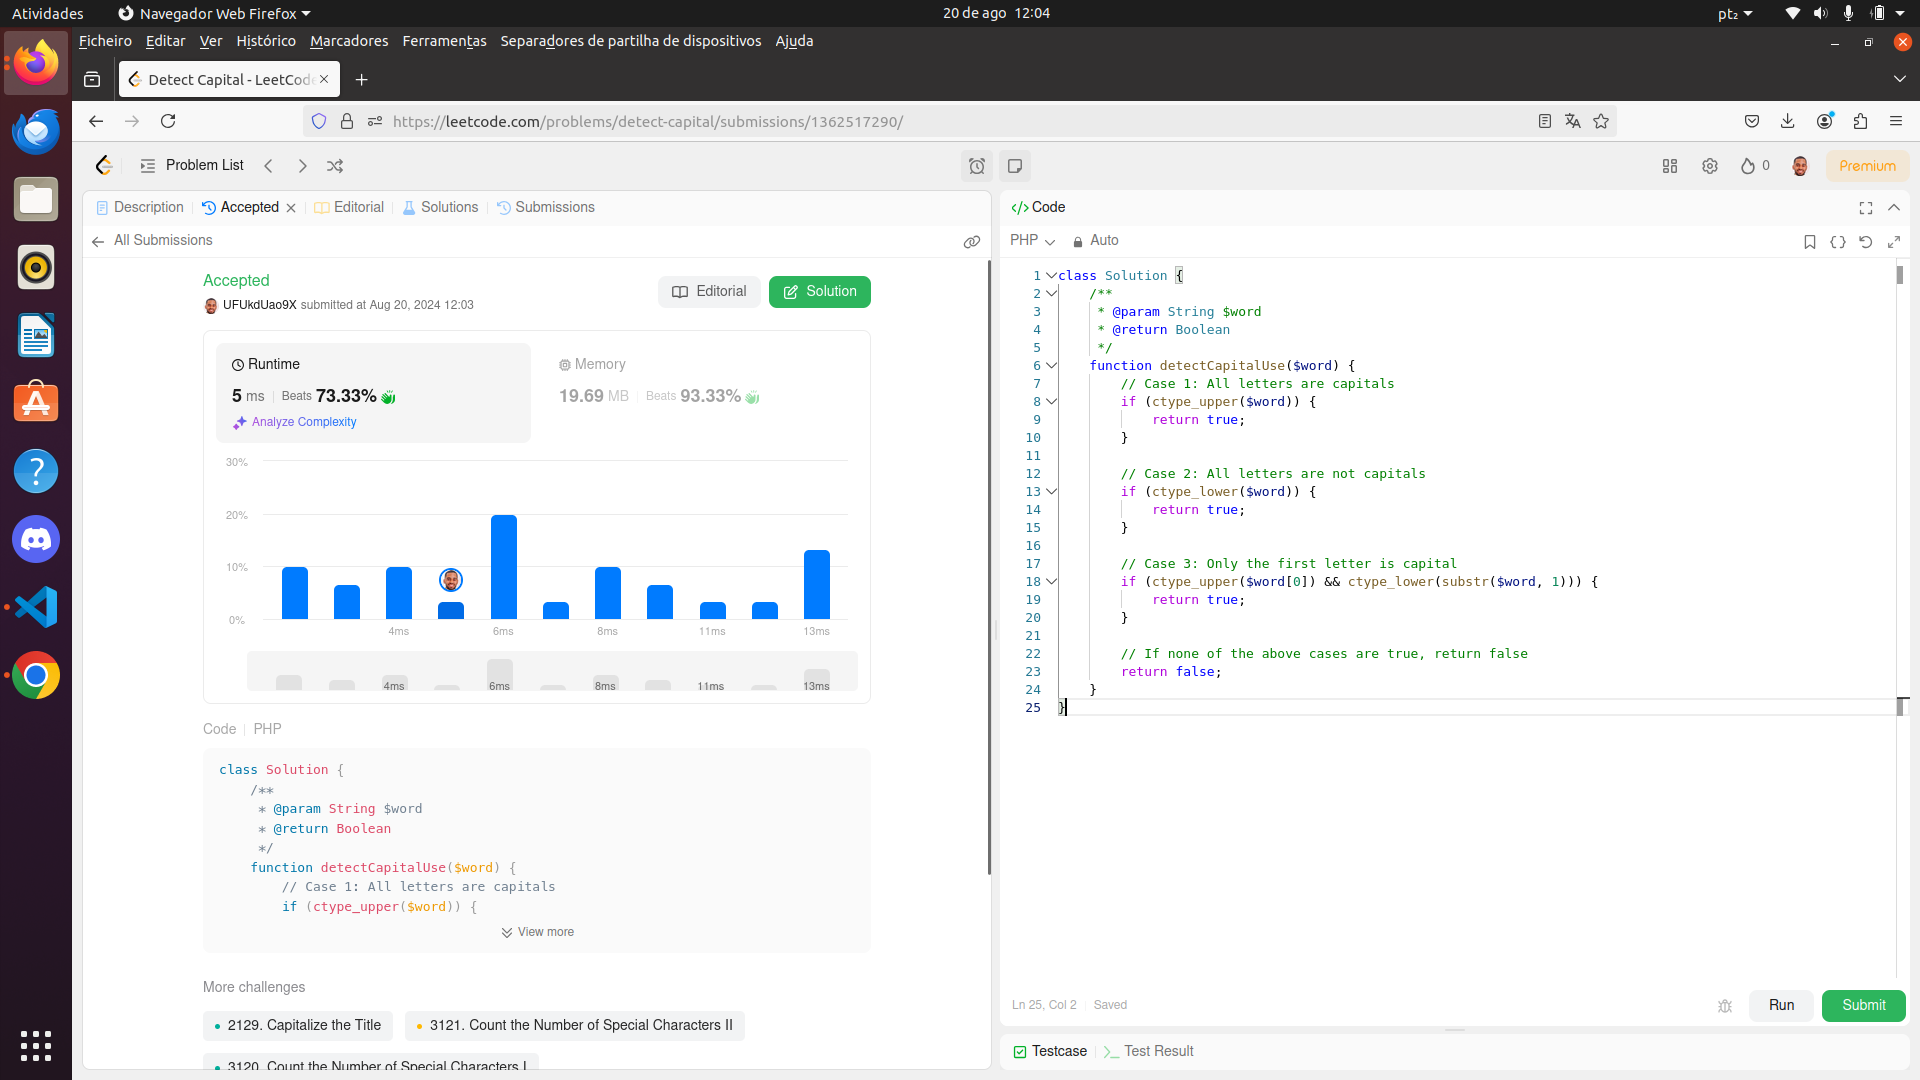 Atividades
Navegador Web Firefox
20 de ago 12:04
pt₂
Ficheiro Editar Ver Histórico Marcadores Ferramentas Separadores de partilha de dispositivos Ajuda
Detect Capital - LeetCode
https://leetcode.com/problems/detect-capital/submissions/1362517290/
Problem List
0
Premium
Description
Accepted
Editorial
Solutions
Submissions
All Submissions
Accepted
UFUkdUao9X submitted at Aug 20, 2024 12:03
Editorial
Solution
Runtime
5 ms Beats 73.33%
Analyze Complexity
Memory
19.69 MB Beats 93.33%
30%
20%
10%
0%
4ms 6ms 8ms 11ms 13ms
4ms 6ms 8ms 11ms 13ms
Code PHP
class Solution {
/**
* @param String $word
* @return Boolean
*/
function detectCapitalUse($word) {
// Case 1: All letters are capitals
if (ctype_upper($word)) {
View more
More challenges
2129. Capitalize the Title
3121. Count the Number of Special Characters II
3120. Count the Number of Special Characters I
</> Code
PHP
Auto
1 class Solution {
2 /**
3 * @param String $word
4 * @return Boolean
5 */
6 function detectCapitalUse($word) {
7 // Case 1: All letters are capitals
8 if (ctype_upper($word)) {
9 return true;
10 }
11
12 // Case 2: All letters are not capitals
13 if (ctype_lower($word)) {
14 return true;
15 }
16
17 // Case 3: Only the first letter is capital
18 if (ctype_upper($word[0]) && ctype_lower(substr($word, 1))) {
19 return true;
20 }
21
22 // If none of the above cases are true, return false
23 return false;
24 }
25 }
Ln 25, Col 2 Saved
Run
Submit
Testcase
Test Result